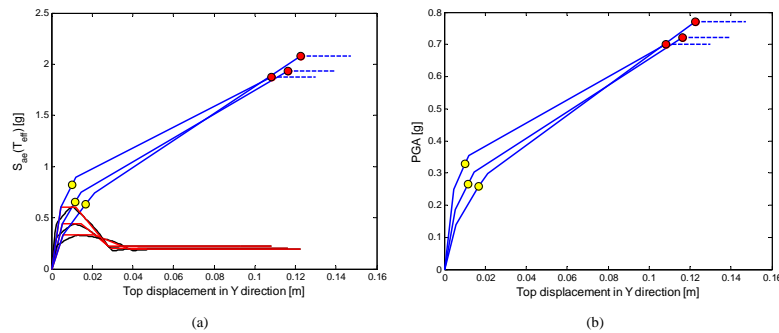 2.5
2
1.5
1
0.5
0
S_ae(T_eff) [g]
0 0.02 0.04 0.06 0.08 0.1 0.12 0.14 0.16
Top displacement in Y direction [m]
(a)
0.8
0.7
0.6
0.5
0.4
0.3
0.2
0.1
0
PGA [g]
0 0.02 0.04 0.06 0.08 0.1 0.12 0.14 0.16
Top displacement in Y direction [m]
(b)